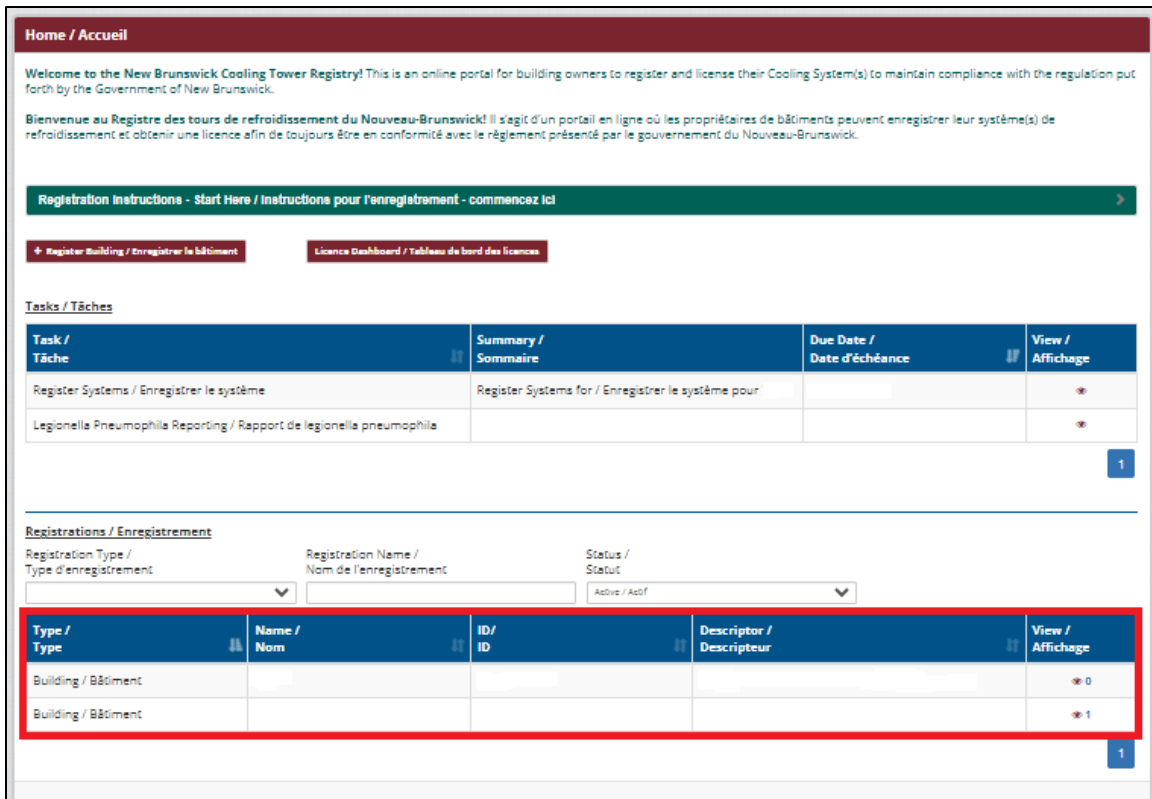 Home / Accueil
Welcome to the New Brunswick Cooling Tower Registry! This is an online portal for building owners to register and license their Cooling System(s) to maintain compliance with the regulation put
forth by the Government of New Brunswick.
Bienvenue au Registre des tours de refroidissement du Nouveau-Brunswick! Il s'agit d'un portail en ligne où les propriétaires de bâtiments peuvent enregistrer leur système(s) de
refroidissement et obtenir une licence afin de toujours être en conformité avec le règlement présenté par le gouvernement du Nouveau-Brunswick.
Registration Instructions - Start Here / Instructions pour l'enregistrement - commencez ici
+ Register Building / Enregistrer le bâtiment Licence Dashboard / Tableau de bord des licences
Tasks / Tâches
Task / Summary / Due Date / View /
Tâche Sommaire Date d'échéance Affichage
Register Systems / Enregistrer le système Register Systems for / Enregistrer le système pour
Legionella Pneumophila Reporting / Rapport de legionella pneumophila
1
Registrations / Enregistrement
Registration Type / Registration Name / Status /
Type d'enregistrement Nom de l'enregistrement Statut
Active / Actif
Type / Name / ID/ Descriptor / View /
Type Nom ID Descripteur Affichage
Building / Bâtiment 0
Building / Bâtiment 1
1